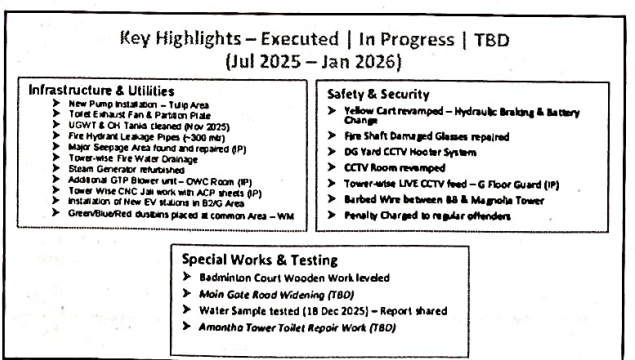 Key Highlights – Executed | In Progress | TBD
(Jul 2025 – Jan 2026)
Infrastructure & Utilities
➤ New Pump Installation – Tulip Area
➤ Toilet Exhaust Fan & Partition Plate
➤ UGWT & OH Tanks cleaned (Nov 2025)
➤ Fire Hydrant Leakage Pipes (~300 mtr)
➤ Major Seepage Area found and repaired (IP)
➤ Tower-wise Fire Water Drainage
➤ Steam Generator refurbished
➤ Additional GTP Blower unit – OWC Room (IP)
➤ Tower Wise CNC Jali work with ACP sheets (IP)
➤ Installation of New EV stations in B2/G Area
➤ Green/Blue/Red dustbins placed at common Area – WM
Safety & Security
➤ Yellow Cart revamped – Hydraulic Braking & Battery
Change
➤ Fire Shaft Damaged Glasses repaired
➤ DG Yard CCTV Hooter System
➤ CCTV Room revamped
➤ Tower-wise LIVE CCTV feed – G Floor Guard (IP)
➤ Barbed Wire between BB & Magnolia Tower
➤ Penalty Charged to regular offenders
Special Works & Testing
➤ Badminton Court Wooden Work leveled
➤ Main Gate Road Widening (TBD)
➤ Water Sample tested (18 Dec 2025) – Report shared
➤ Amantha Tower Toilet Repair Work (TBD)